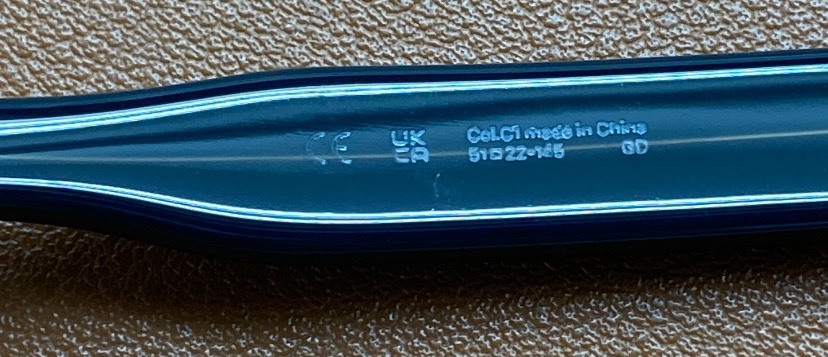 CE
UK
CA
Col.C1 made in China
51□22-145 GD